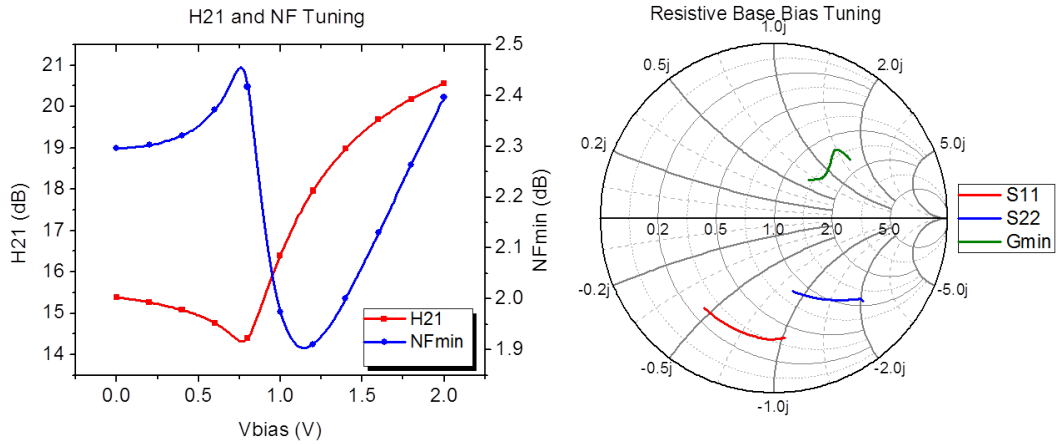 H21 and NF Tuning
21
20
19
18
17
16
15
14
H21 (dB)
2.5
2.4
2.3
2.2
2.1
2.0
1.9
NFmin (dB)
0.0 0.5 1.0 1.5 2.0
Vbias (V)
H21
NFmin
Resistive Base Bias Tuning
1.0j
0.5j
2.0j
0.2j
5.0j
0.2 0.5 1.0 2.0 5.0
-0.2j
-5.0j
-0.5j
-2.0j
-1.0j
S11
S22
Gmin